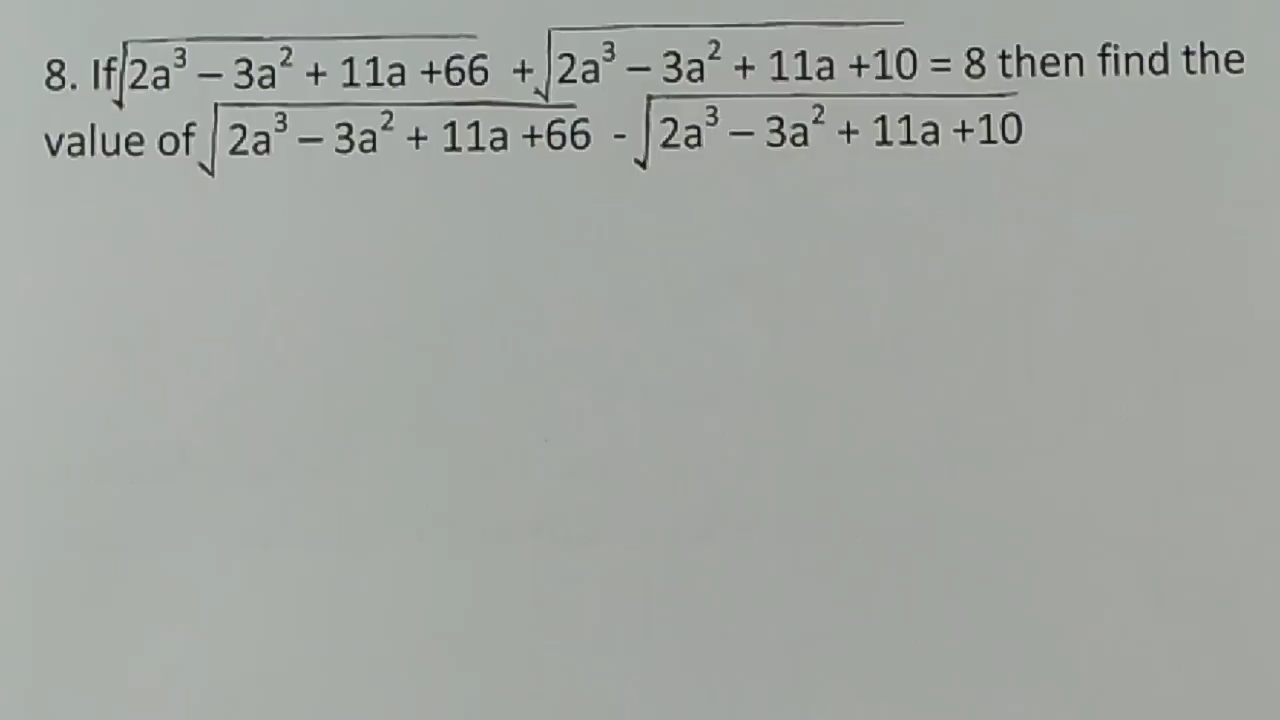 8. If √2a³ – 3a² + 11a +66 + √2a³ – 3a² + 11a +10 = 8 then find the
value of √2a³ – 3a² + 11a +66 - √2a³ – 3a² + 11a +10